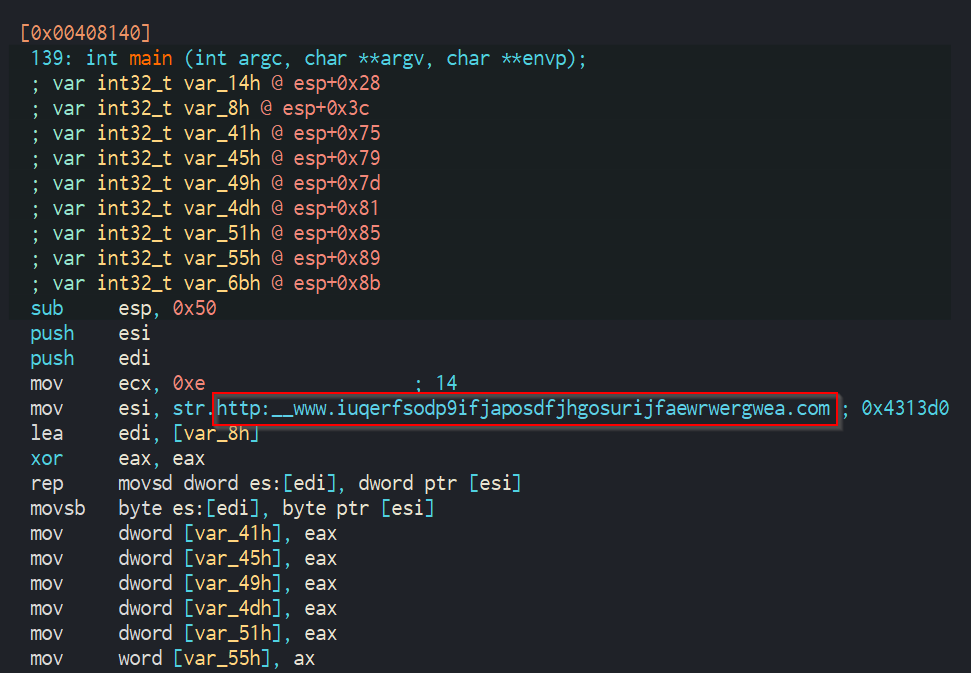 [0x00408140]
139: int main (int argc, char **argv, char **envp);
; var int32_t var_14h @ esp+0x28
; var int32_t var_8h @ esp+0x3c
; var int32_t var_41h @ esp+0x75
; var int32_t var_45h @ esp+0x79
; var int32_t var_49h @ esp+0x7d
; var int32_t var_4dh @ esp+0x81
; var int32_t var_51h @ esp+0x85
; var int32_t var_55h @ esp+0x89
; var int32_t var_6bh @ esp+0x8b
sub esp, 0x50
push esi
push edi
mov ecx, 0xe ; 14
mov esi, str.http:__www.iuqerfsodp9ifjaposdfjhgosurijfaewrwergwea.com ; 0x4313d0
lea edi, [var_8h]
xor eax, eax
rep movsd dword es:[edi], dword ptr [esi]
movsb byte es:[edi], byte ptr [esi]
mov dword [var_41h], eax
mov dword [var_45h], eax
mov dword [var_49h], eax
mov dword [var_4dh], eax
mov dword [var_51h], eax
mov word [var_55h], ax